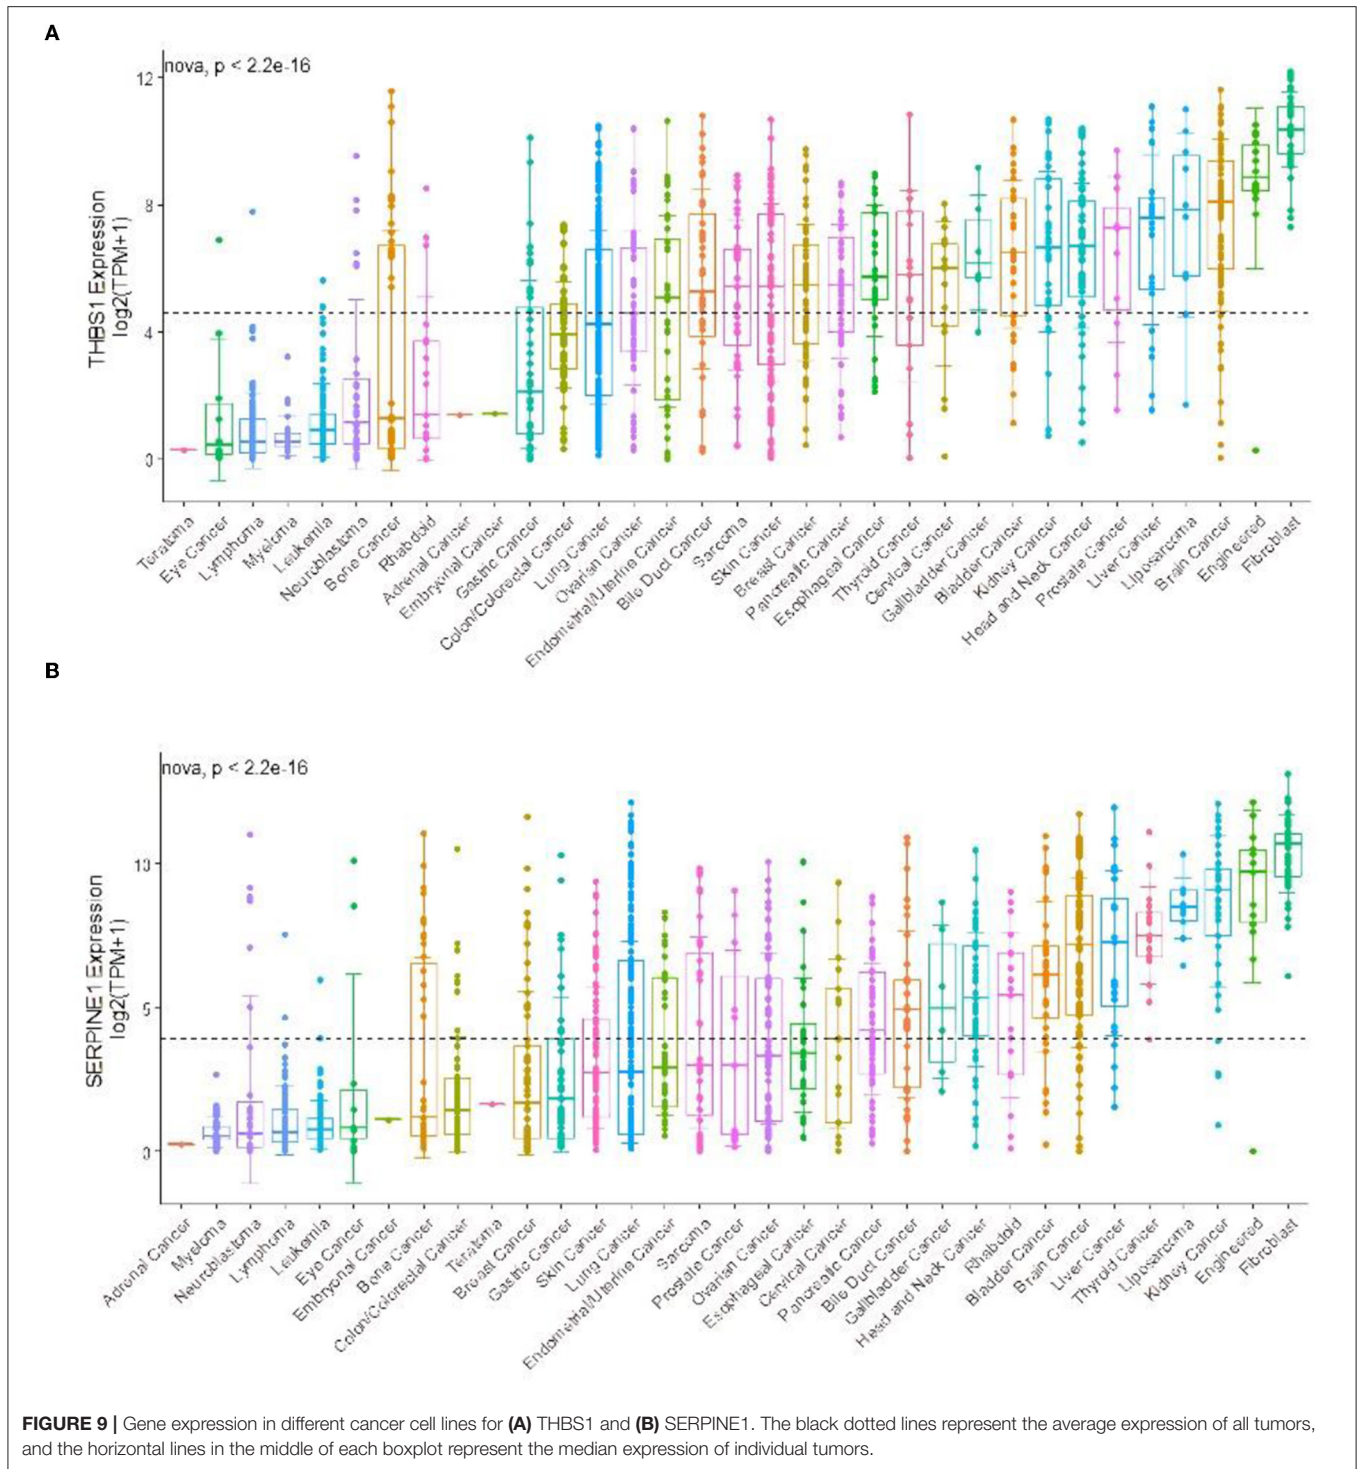 A
nova, p < 2.2e-16
THBS1 Expression
log2(TPM+1)
12
8
4
0
Teratoma
Eye Cancer
Lymphoma
Myeloma
Leukemia
Neuroblastoma
Bone Cancer
Rhabdoid
Adrenal Cancer
Embryonal Cancer
Gastric Cancer
Colon/Colorectal Cancer
Lung Cancer
Ovarian Cancer
Endometrial/Uterine Cancer
Bile Duct Cancer
Sarcoma
Skin Cancer
Breast Cancer
Pancreatic Cancer
Esophageal Cancer
Thyroid Cancer
Cervical Cancer
Gallbladder Cancer
Bladder Cancer
Kidney Cancer
Head and Neck Cancer
Prostate Cancer
Liver Cancer
Liposarcoma
Brain Cancer
Engineered
Fibroblast
B
nova, p < 2.2e-16
SERPINE1 Expression
log2(TPM+1)
10
5
0
Adrenal Cancer
Myeloma
Neuroblastoma
Lymphoma
Leukemia
Eye Cancer
Embryonal Cancer
Bone Cancer
Colon/Colorectal Cancer
Teratoma
Breast Cancer
Gastric Cancer
Skin Cancer
Lung Cancer
Endometrial/Uterine Cancer
Sarcoma
Prostate Cancer
Ovarian Cancer
Esophageal Cancer
Cervical Cancer
Pancreatic Cancer
Bile Duct Cancer
Gallbladder Cancer
Head and Neck Cancer
Rhabdoid
Bladder Cancer
Brain Cancer
Liver Cancer
Thyroid Cancer
Liposarcoma
Kidney Cancer
Engineered
Fibroblast
FIGURE 9 | Gene expression in different cancer cell lines for (A) THBS1 and (B) SERPINE1. The black dotted lines represent the average expression of all tumors,
and the horizontal lines in the middle of each boxplot represent the median expression of individual tumors.